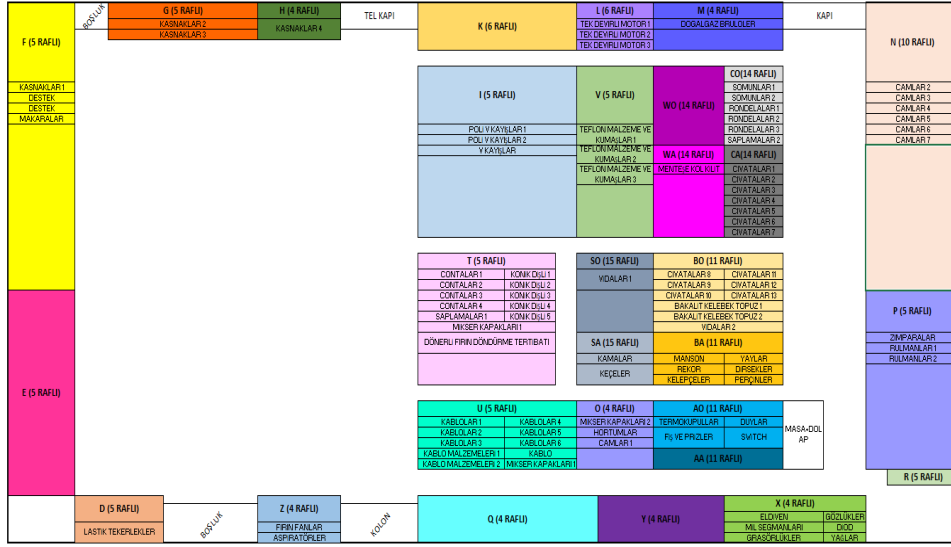 F (5 RAFLI)
KASNAKLAR 1
DESTEK
DESTEK
MAKARALAR
BOŞLUK
G (5 RAFLI)
KASNAKLAR 2
KASNAKLAR 3
H (4 RAFLI)
KASNAKLAR 4
TEL KAPI
K (6 RAFLI)
L (6 RAFLI)
TEK DEVİRLİ MOTOR 1
TEK DEVİRLİ MOTOR 2
TEK DEVİRLİ MOTOR 3
M (4 RAFLI)
DOĞALGAZ BRULÖLER
KAPI
N (10 RAFLI)
CAMLAR 2
CAMLAR 3
CAMLAR 4
CAMLAR 5
CAMLAR 6
CAMLAR 7
I (5 RAFLI)
POLİ V KAYIŞLAR 1
POLİ V KAYIŞLAR 2
V KAYIŞLAR
V (5 RAFLI)
TEFLON MALZEME VE
KUMAŞLAR 1
TEFLON MALZEME VE
KUMAŞLAR 2
TEFLON MALZEME VE
KUMAŞLAR 3
WO (14 RAFLI)
WA (14 RAFLI)
MENTEŞE KOL KİLİT
CO(14 RAFLI)
SOMUNLAR 1
SOMUNLAR 2
RONDELALAR 1
RONDELALAR 2
RONDELALAR 3
SAPLAMALAR 2
CA(14 RAFLI)
CIVATALAR 1
CIVATALAR 2
CIVATALAR 3
CIVATALAR 4
CIVATALAR 5
CIVATALAR 6
CIVATALAR 7
T (5 RAFLI)
CONTALAR 1 KONİK DİŞLİ 1
CONTALAR 2 KONİK DİŞLİ 2
CONTALAR 3 KONİK DİŞLİ 3
CONTALAR 4 KONİK DİŞLİ 4
SAPLAMALAR 1 KONİK DİŞLİ 5
MİKSER KAPAKLARI 1
DÖNERLİ FIRIN DÖNDÜRME TERTİBATI
SO (15 RAFLI)
VİDALAR 1
SA (15 RAFLI)
KAMALAR
KEÇELER
BO (11 RAFLI)
CIVATALAR 8 CIVATALAR 11
CIVATALAR 9 CIVATALAR 12
CIVATALAR 10 CIVATALAR 13
BAKALİT KELEBEK TOPUZ 1
BAKALİT KELEBEK TOPUZ 2
VİDALAR 2
BA (11 RAFLI)
MANSON YAYLAR
REKOR DİRSEKLER
KELEPÇELER PERÇİNLER
E (5 RAFLI)
P (5 RAFLI)
ZIMPARALAR
RULMANLAR 1
RULMANLAR 2
U (5 RAFLI)
KABLOLAR 1 KABLOLAR 4
KABLOLAR 2 KABLOLAR 5
KABLOLAR 3 KABLOLAR 6
KABLO MALZEMELERİ 1 KABLO
KABLO MALZEMELERİ 2 MİKSER KAPAKLARI 1
O (4 RAFLI)
MİKSER KAPAKLARI 2
HORTUMLAR
CAMLAR 1
AO (11 RAFLI)
TERMOKUPULLAR DUYLAR
FİŞ VE PRİZLER SWITCH
AA (11 RAFLI)
MASA+DOL
AP
R (5 RAFLI)
D (5 RAFLI)
LASTİK TEKERLEKLER
BOŞLUK
Z (4 RAFLI)
FIRIN FANLAR
ASPİRATÖRLER
KOLON
Q (4 RAFLI)
Y (4 RAFLI)
X (4 RAFLI)
ELDİVEN GÖZLÜKLER
MİL SEGMANLARI DİOD
GRASÖRLÜKLER YAĞLAR